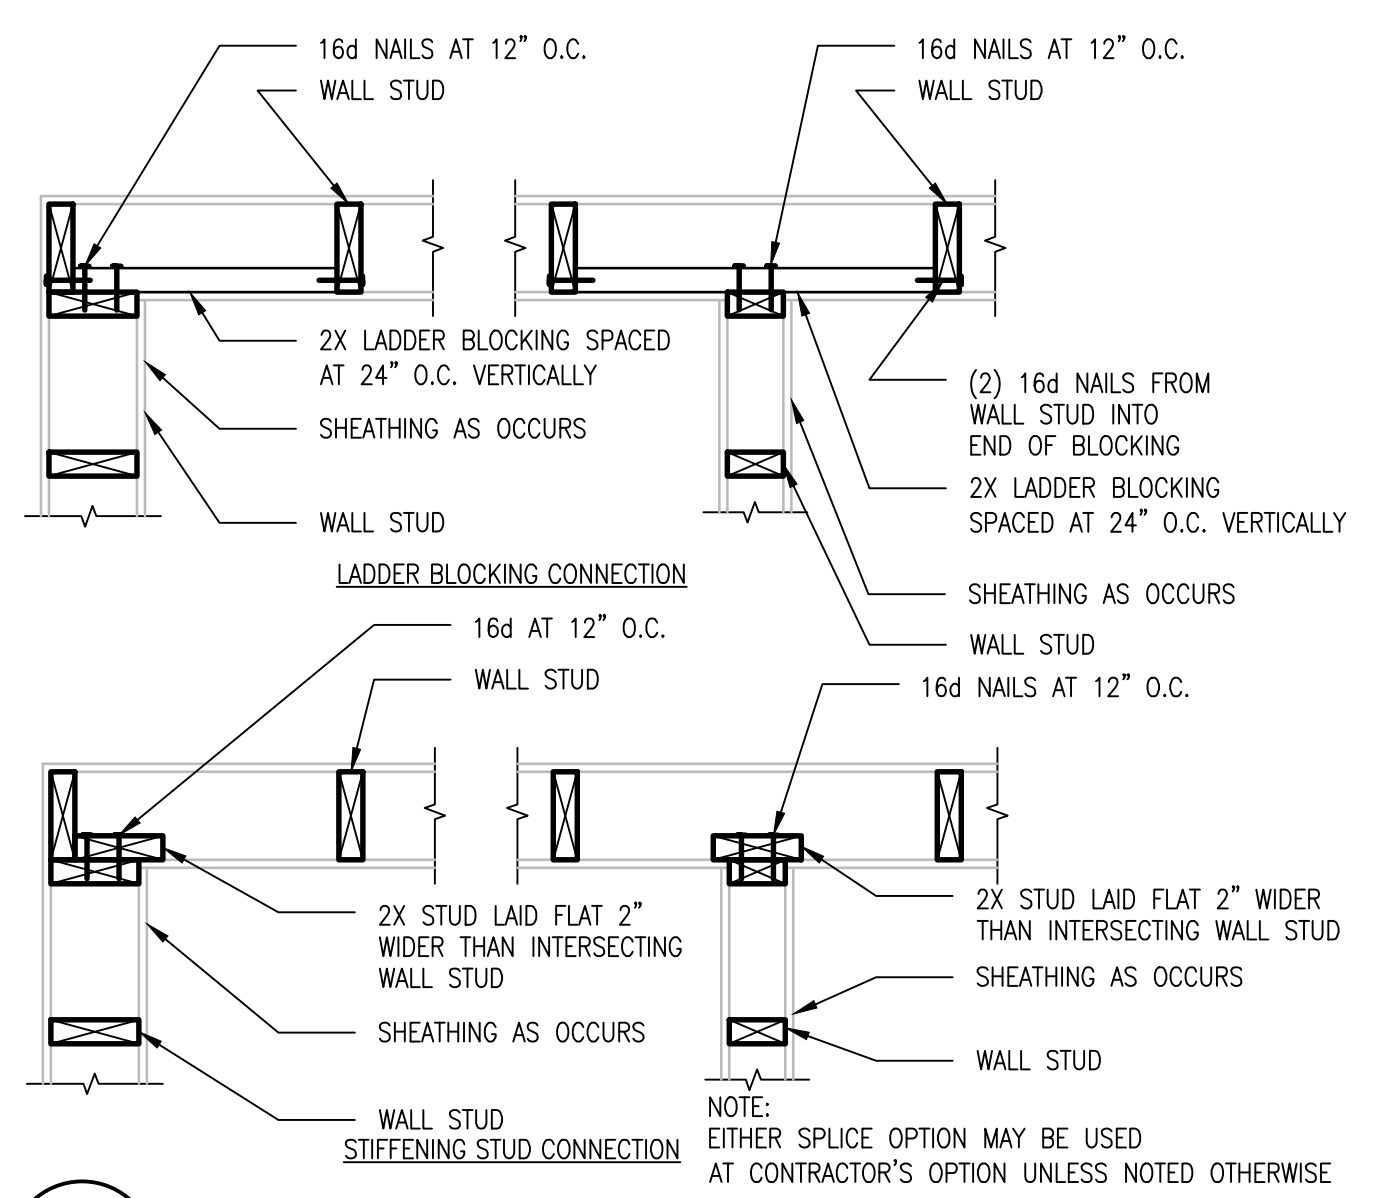 16d NAILS AT 12” O.C.
WALL STUD
2X LADDER BLOCKING SPACED
AT 24” O.C. VERTICALLY
SHEATHING AS OCCURS
WALL STUD
16d NAILS AT 12” O.C.
WALL STUD
(2) 16d NAILS FROM
WALL STUD INTO
END OF BLOCKING
2X LADDER BLOCKING
SPACED AT 24” O.C. VERTICALLY
SHEATHING AS OCCURS
WALL STUD
LADDER BLOCKING CONNECTION
16d AT 12” O.C.
WALL STUD
2X STUD LAID FLAT 2”
WIDER THAN INTERSECTING
WALL STUD
SHEATHING AS OCCURS
WALL STUD
16d NAILS AT 12” O.C.
2X STUD LAID FLAT 2” WIDER
THAN INTERSECTING WALL STUD
SHEATHING AS OCCURS
WALL STUD
STIFFENING STUD CONNECTION
NOTE:
EITHER SPLICE OPTION MAY BE USED
AT CONTRACTOR’S OPTION UNLESS NOTED OTHERWISE